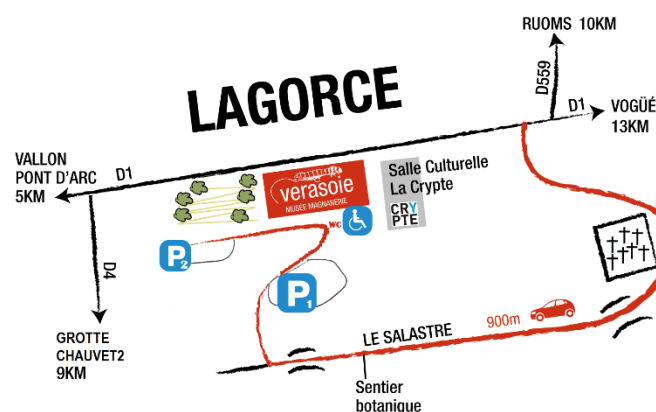 RUOMS 10KM
D559
D1
VOGÜÉ
13KM
LAGORCE
VALLON
PONT D'ARC
5KM
D1
verasoie
MUSÉE MAGNANERIE
Salle Culturelle
La Crypte
CRY
PTE
WC
P2
P1
D4
GROTTE
CHAUVET2
9KM
LE SALASTRE
900m
Sentier
botanique